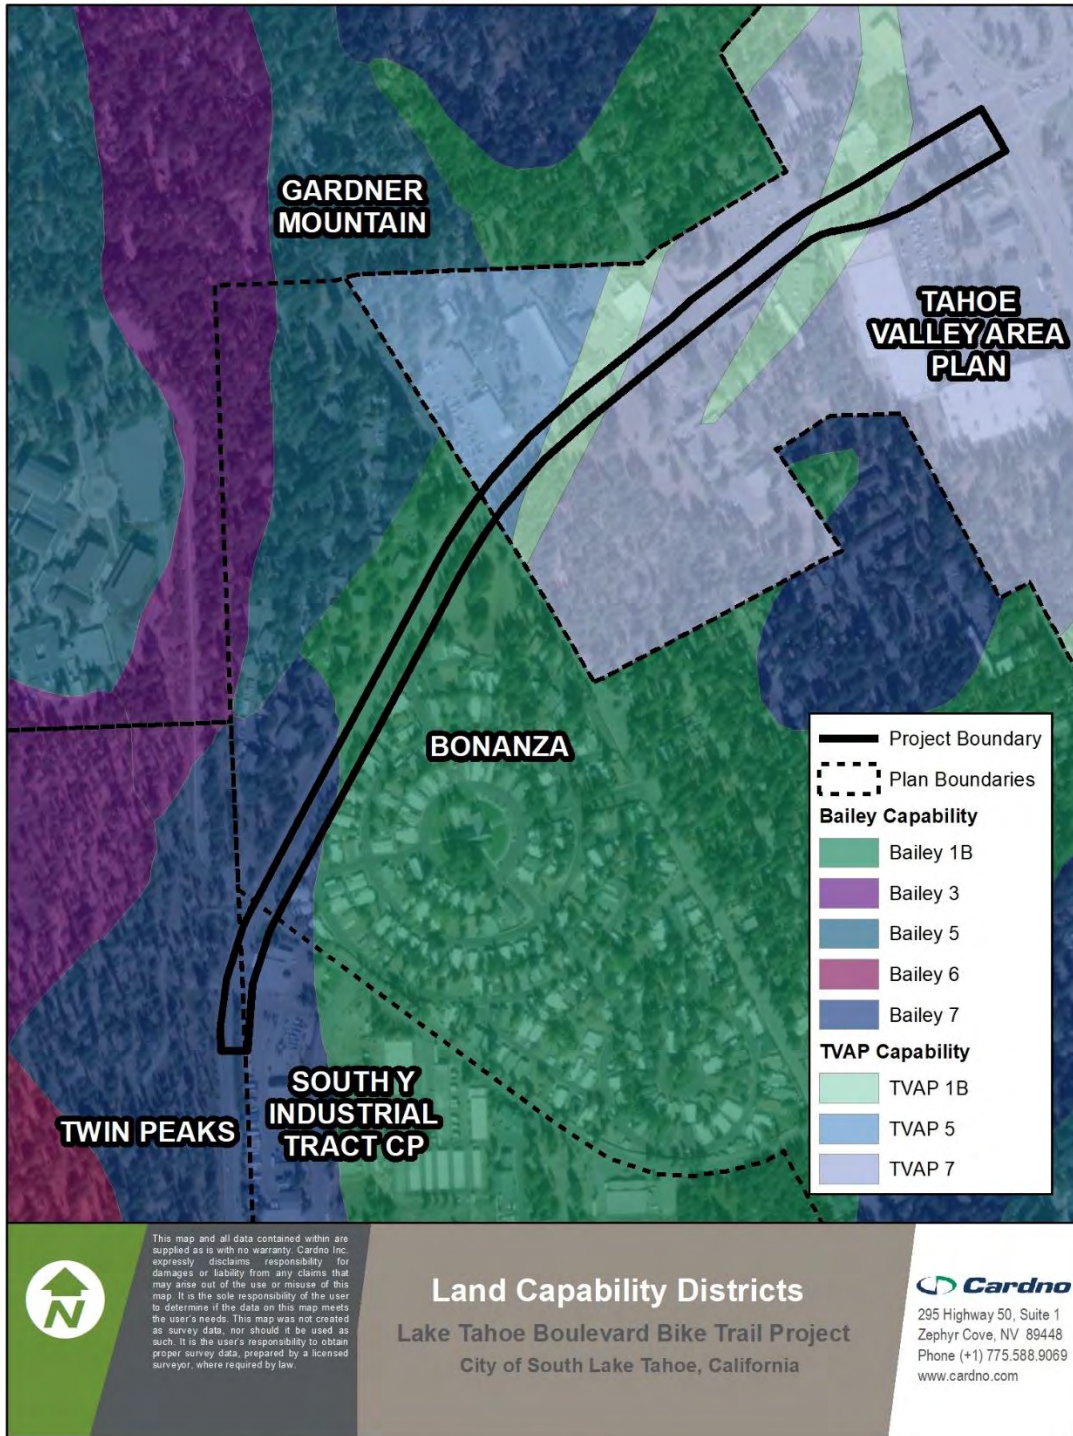 GARDNER
MOUNTAIN
TAHOE
VALLEY AREA
PLAN
BONANZA
SOUTH Y
INDUSTRIAL
TRACT CP
TWIN PEAKS
Project Boundary
Plan Boundaries
Bailey Capability
Bailey 1B
Bailey 3
Bailey 5
Bailey 6
Bailey 7
TVAP Capability
TVAP 1B
TVAP 5
TVAP 7
N
This map and all data contained within are
supplied as is with no warranty. Cardno Inc.
expressly disclaims responsibility for
damages or liability from any claims that
may arise out of the use or misuse of this
map. It is the sole responsibility of the user
to determine if the data on this map meets
the user's needs. This map was not created
as survey data, nor should it be used as
such. It is the user's responsibility to obtain
proper survey data, prepared by a licensed
surveyor, where required by law.
Land Capability Districts
Lake Tahoe Boulevard Bike Trail Project
City of South Lake Tahoe, California
Cardno
295 Highway 50, Suite 1
Zephyr Cove, NV 89448
Phone (+1) 775.588.9069
www.cardno.com